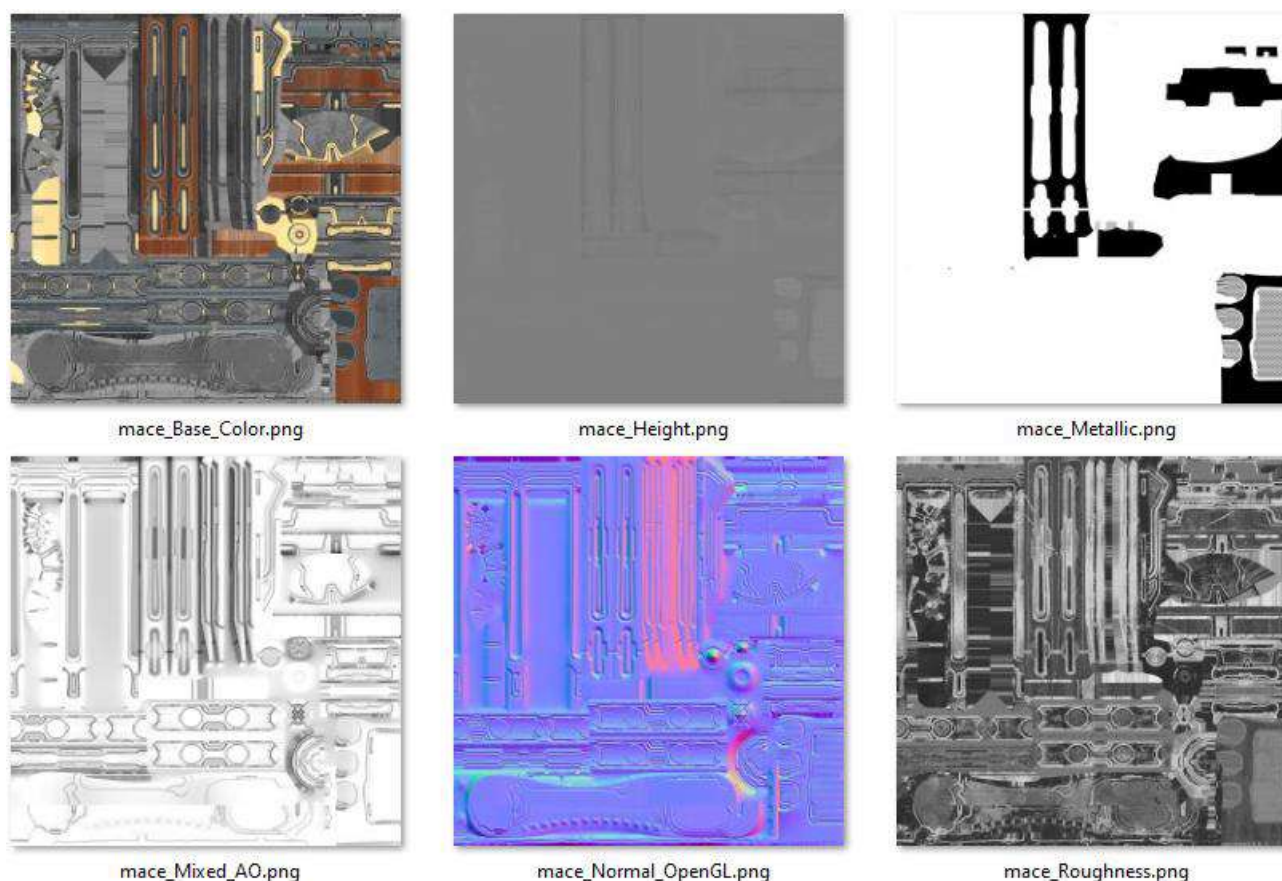 mace_Base_Color.png
mace_Height.png
mace_Metallic.png
mace_Mixed_AO.png
mace_Normal_OpenGL.png
mace_Roughness.png